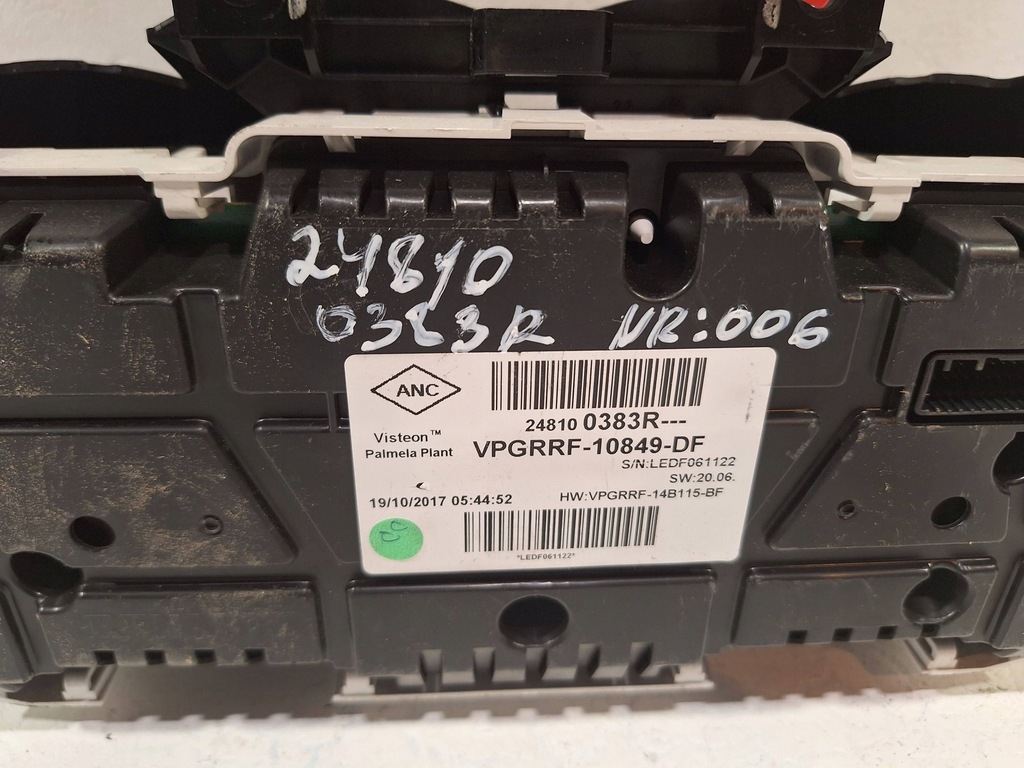 24810
0383R NR:006
ANC
24810 0383R---
Visteon™
Palmela Plant
VPGRRF-10849-DF
S/N:LEDF061122
SW:20.06.
19/10/2017 05:44:52
HW:VPGRRF-14B115-BF
*LEDF061122*